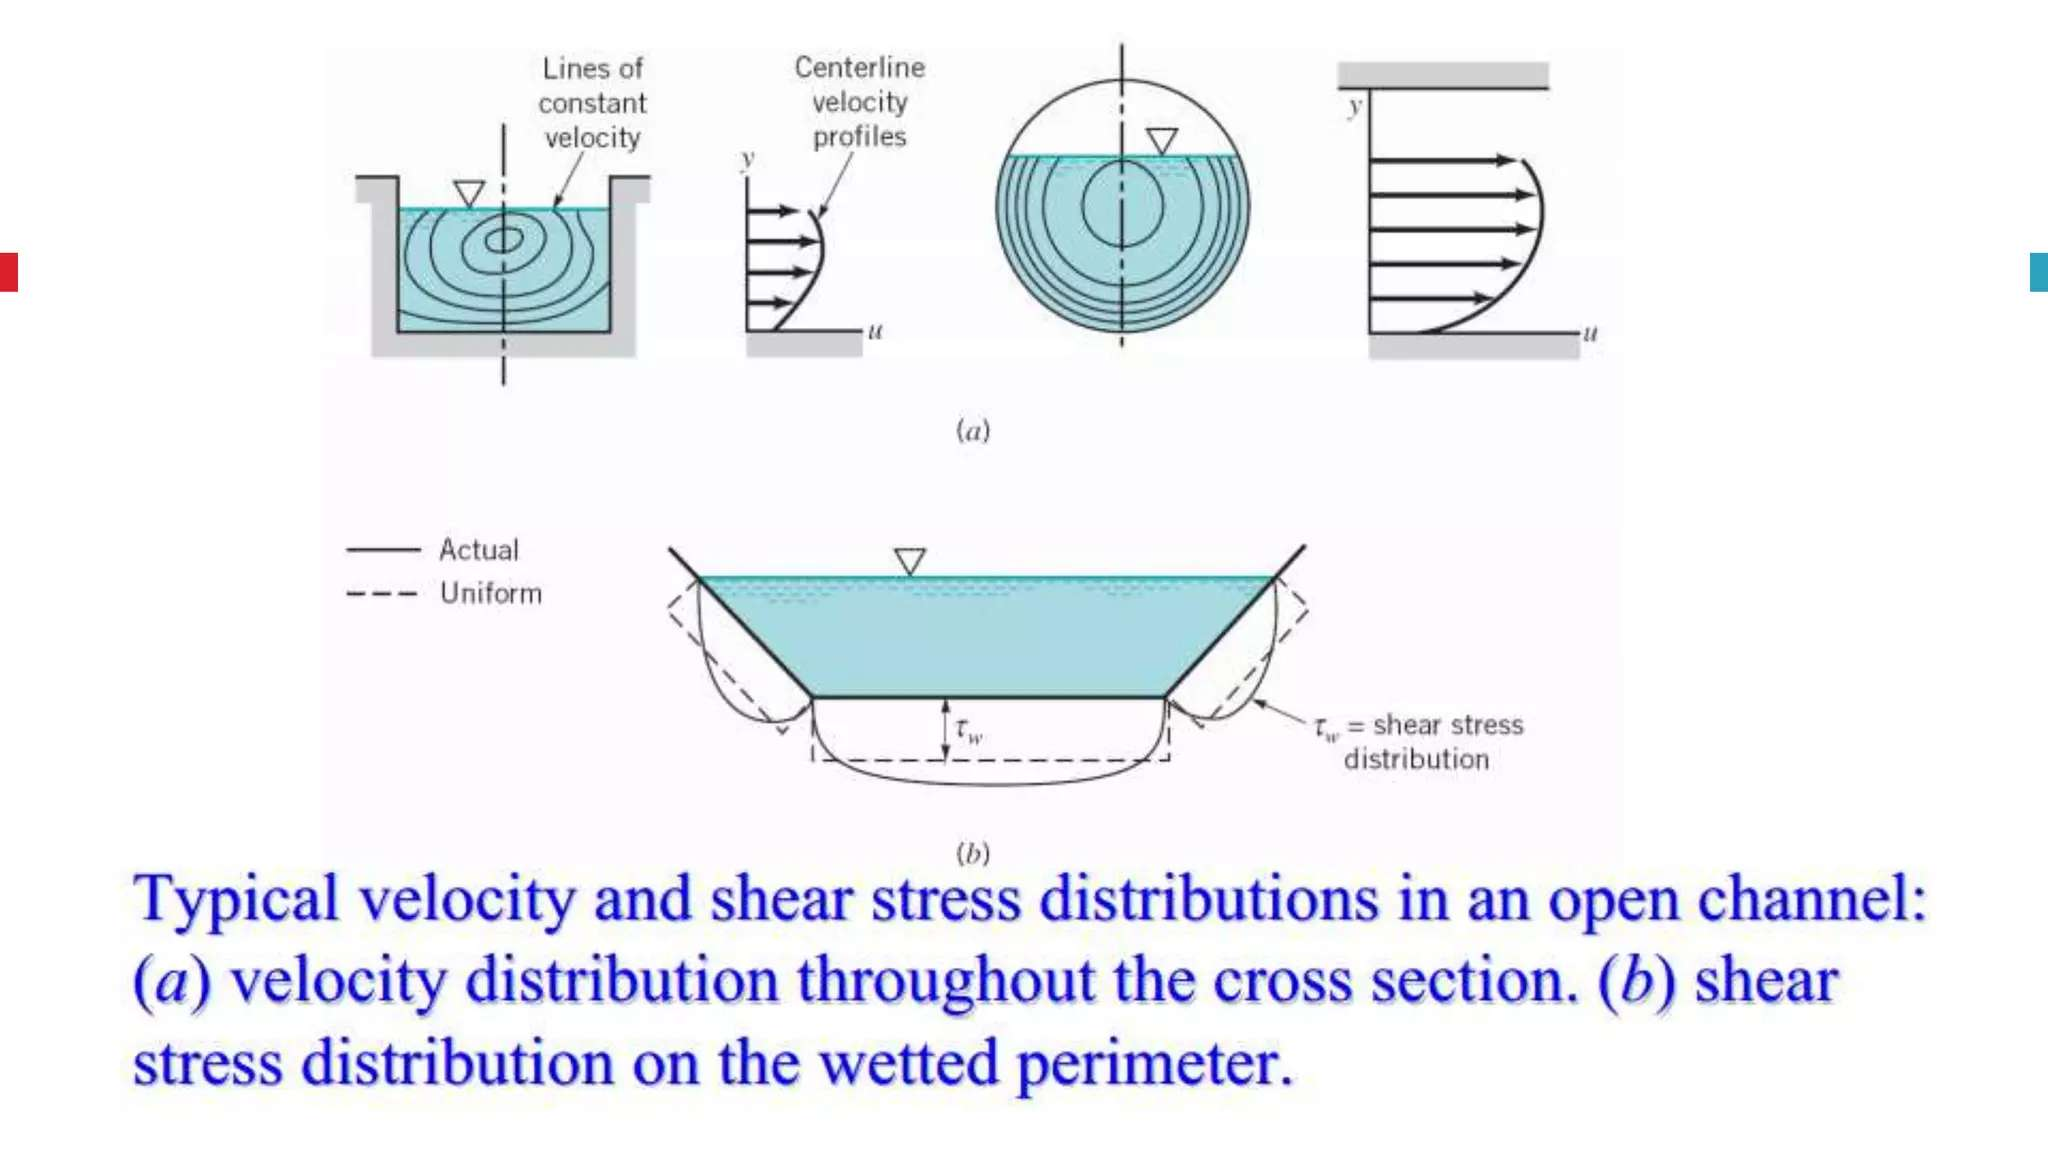 Lines of
constant
velocity
Centerline
velocity
profiles
y
u
y
u
(a)
Actual
Uniform
τw
τw = shear stress
distribution
(b)
Typical velocity and shear stress distributions in an open channel:
(a) velocity distribution throughout the cross section. (b) shear
stress distribution on the wetted perimeter.